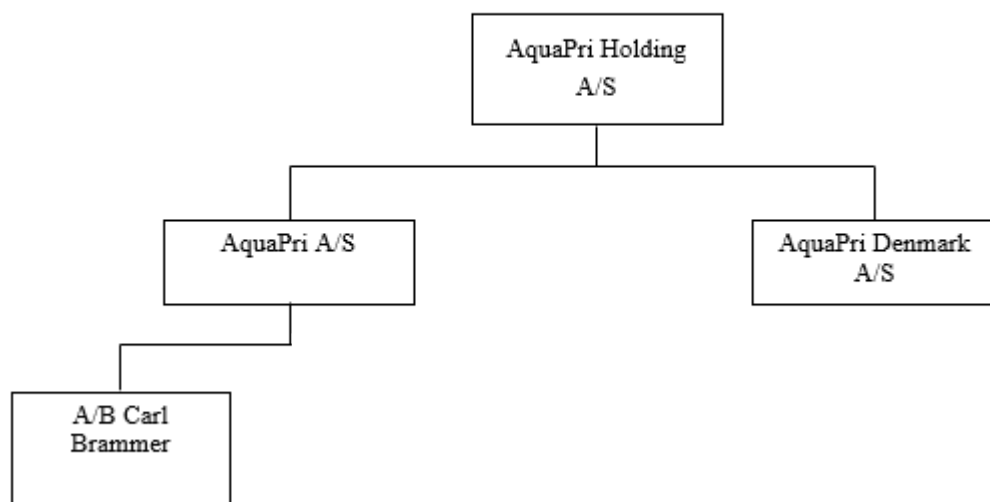 AquaPri Holding
A/S
AquaPri A/S
AquaPri Denmark
A/S
A/B Carl
Brammer